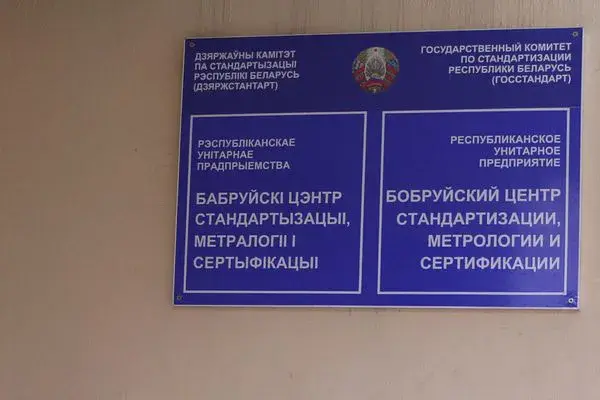 ДЗЯРЖАЎНЫ КАМІТЭТ
ПА СТАНДАРТЫЗАЦЫІ
РЭСПУБЛІКІ БЕЛАРУСЬ
(ДЗЯРЖСТАНТАРТ)
ГОСУДАРСТВЕННЫЙ КОМИТЕТ
ПО СТАНДАРТИЗАЦИИ
РЕСПУБЛИКИ БЕЛАРУСЬ
(ГОССТАНДАРТ)
РЭСПУБЛІКАНСКАЕ
УНІТАРНАЕ
ПРАДПРЫЕМСТВА
БАБРУЙСКІ ЦЭНТР
СТАНДАРТЫЗАЦЫІ,
МЕТРАЛОГІІ І
СЕРТЫФІКАЦЫІ
РЕСПУБЛИКАНСКОЕ
УНИТАРНОЕ
ПРЕДПРИЯТИЕ
БОБРУЙСКИЙ ЦЕНТР
СТАНДАРТИЗАЦИИ,
МЕТРОЛОГИИ И
СЕРТИФИКАЦИИ